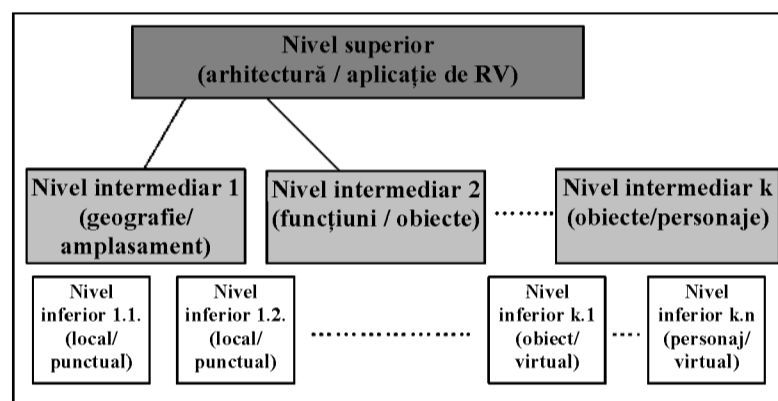 Nivel superior
(arhitectură / aplicație de RV)
Nivel intermediar 1
(geografie/
amplasament)
Nivel intermediar 2
(funcțiuni / obiecte)
........
Nivel intermediar k
(obiecte/personaje)
Nivel
inferior 1.1.
(local/
punctual)
Nivel
inferior 1.2.
(local/
punctual)
........................
Nivel
inferior k.1
(obiect/
virtual)
.....
Nivel
inferior k.n
(personaj/
virtual)